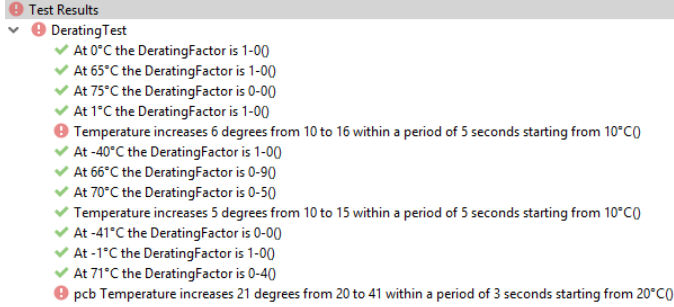 Test Results
DeratingTest
At 0°C the DeratingFactor is 1-0()
At 65°C the DeratingFactor is 1-0()
At 75°C the DeratingFactor is 0-0()
At 1°C the DeratingFactor is 1-0()
Temperature increases 6 degrees from 10 to 16 within a period of 5 seconds starting from 10°C()
At -40°C the DeratingFactor is 1-0()
At 66°C the DeratingFactor is 0-9()
At 70°C the DeratingFactor is 0-5()
Temperature increases 5 degrees from 10 to 15 within a period of 5 seconds starting from 10°C()
At -41°C the DeratingFactor is 0-0()
At -1°C the DeratingFactor is 1-0()
At 71°C the DeratingFactor is 0-4()
pcb Temperature increases 21 degrees from 20 to 41 within a period of 3 seconds starting from 20°C()